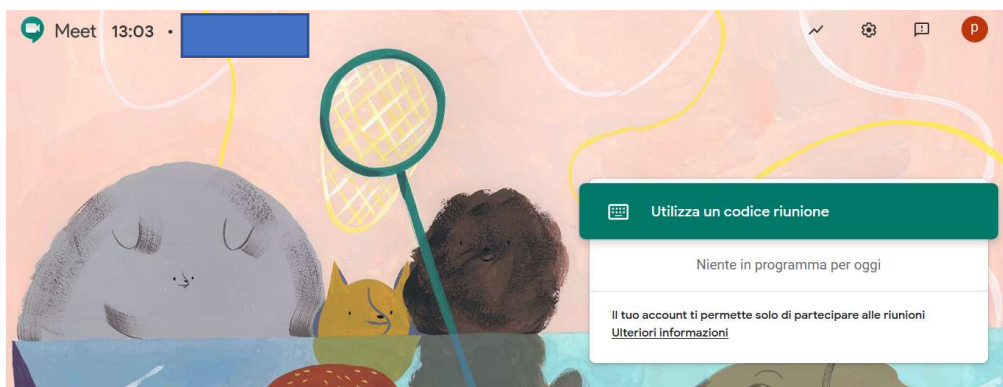 Meet 13:03 •
P
Utilizza un codice riunione
Niente in programma per oggi
Il tuo account ti permette solo di partecipare alle riunioni
Ulteriori informazioni